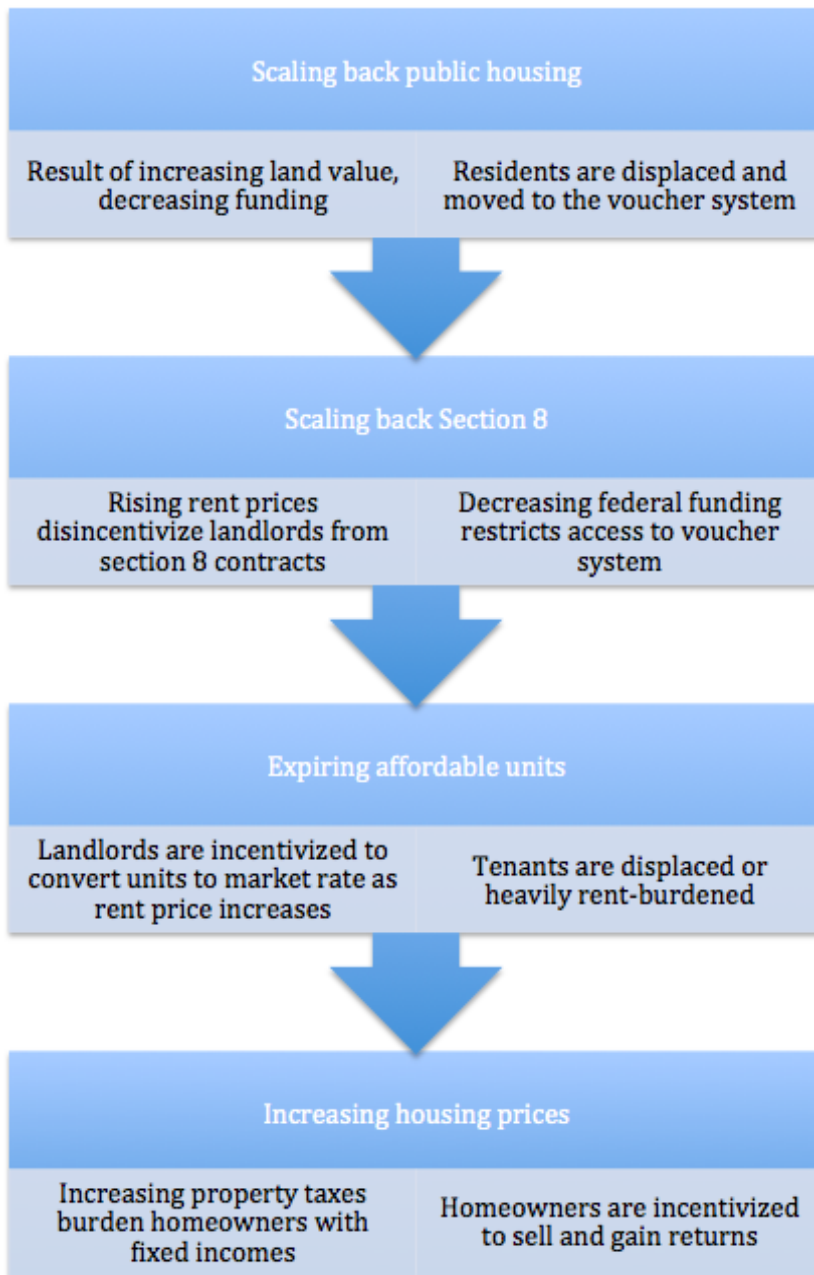 Scaling back public housing
Result of increasing land value,
decreasing funding
Residents are displaced and
moved to the voucher system
Scaling back Section 8
Rising rent prices
disincentivize landlords from
section 8 contracts
Decreasing federal funding
restricts access to voucher
system
Expiring affordable units
Landlords are incentivized to
convert units to market rate as
rent price increases
Tenants are displaced or
heavily rent-burdened
Increasing housing prices
Increasing property taxes
burden homeowners with
fixed incomes
Homeowners are incentivized
to sell and gain returns